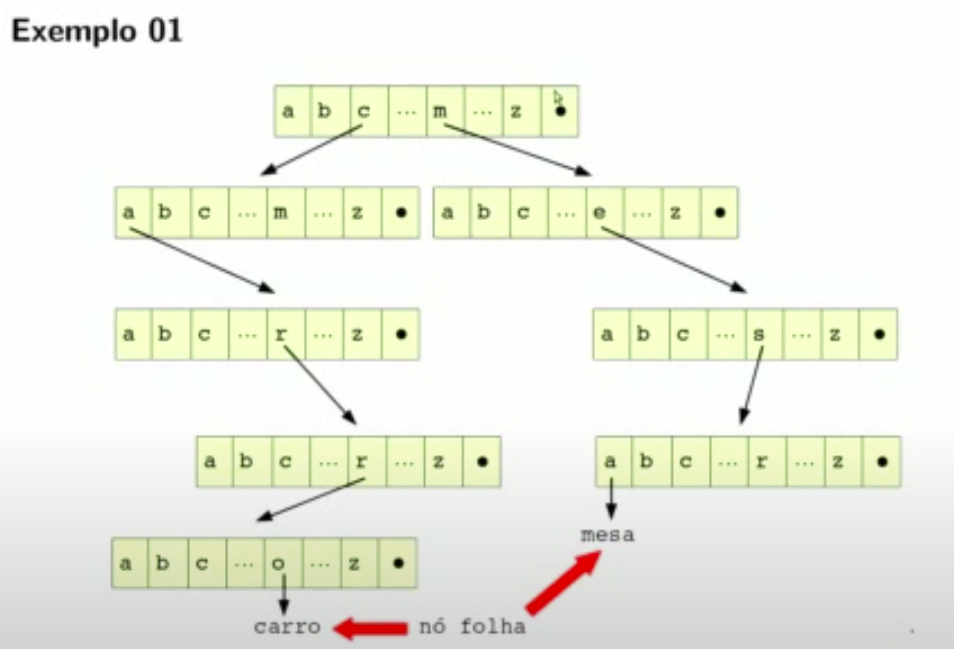 Exemplo 01
a b c ... m ... z •
a b c ... m ... z •
a b c ... e ... z •
a b c ... r ... z •
a b c ... s ... z •
a b c ... r ... z •
a b c ... r ... z •
mesa
a b c ... o ... z •
carro
nó folha